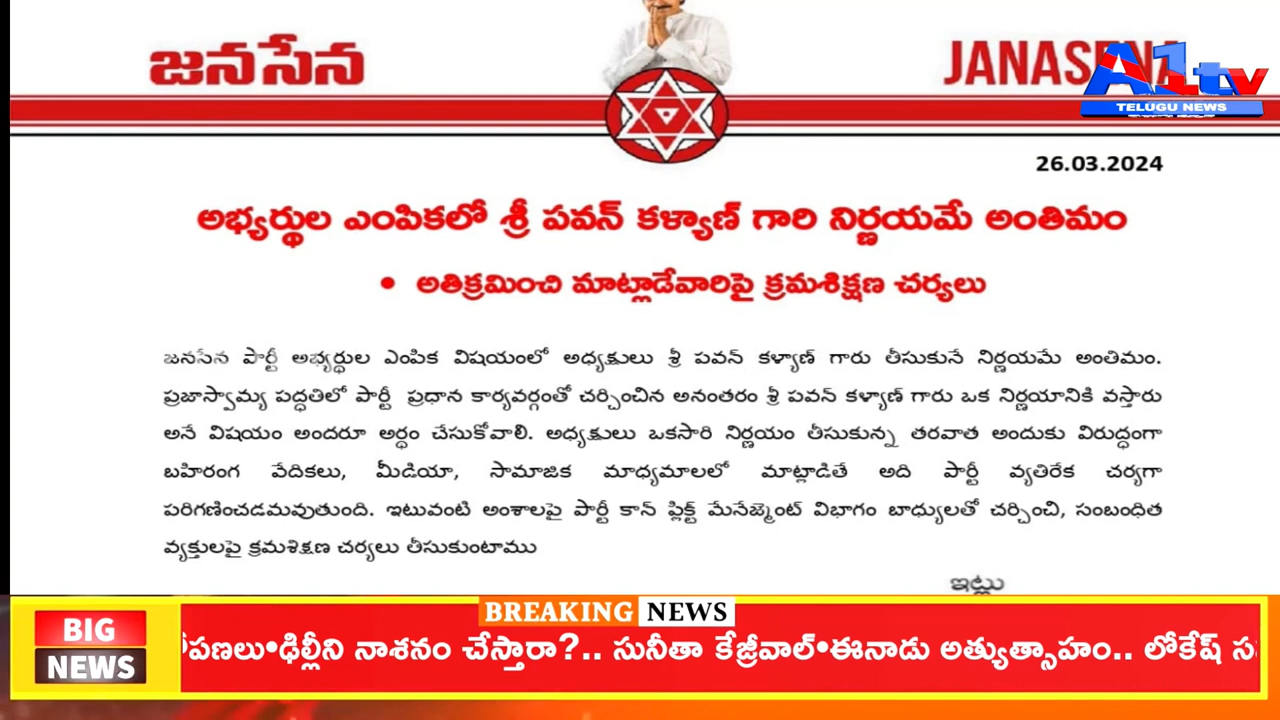 జనసేన
JANASENA
A1tv
TELUGU NEWS
26.03.2024
అభ్యర్థుల ఎంపికలో శ్రీ పవన్ కళ్యాణ్ గారి నిర్ణయమే అంతిమం
• అతిక్రమించి మాట్లాడేవారిపై క్రమశిక్షణ చర్యలు
జనసేన పార్టీ అభ్యర్థుల ఎంపిక విషయంలో అధ్యక్షులు శ్రీ పవన్ కళ్యాణ్ గారు తీసుకునే నిర్ణయమే అంతిమం.
ప్రజాస్వామ్య పద్ధతిలో పార్టీ ప్రధాన కార్యవర్గంతో చర్చించిన అనంతరం శ్రీ పవన్ కళ్యాణ్ గారు ఒక నిర్ణయానికి వస్తారు
అనే విషయం అందరూ అర్థం చేసుకోవాలి. అధ్యక్షులు ఒకసారి నిర్ణయం తీసుకున్న తరవాత అందుకు విరుద్ధంగా
బహిరంగ వేదికలు, మీడియా, సామాజిక మాధ్యమాలలో మాట్లాడితే అది పార్టీ వ్యతిరేక చర్యగా
పరిగణించడమవుతుంది. ఇటువంటి అంశాలపై పార్టీ కాన్ ఫ్లిక్ట్ మేనేజ్మెంట్ విభాగం బాధ్యులతో చర్చించి, సంబంధిత
వ్యక్తులపై క్రమశిక్షణ చర్యలు తీసుకుంటాము
ఇట్లు
BREAKING NEWS
BIG
NEWS
పణలు•ఢిల్లీని నాశనం చేస్తారా?.. సునీతా కేజ్రీవాల్•ఈనాడు అత్యుత్సాహం.. లోకేష్ స